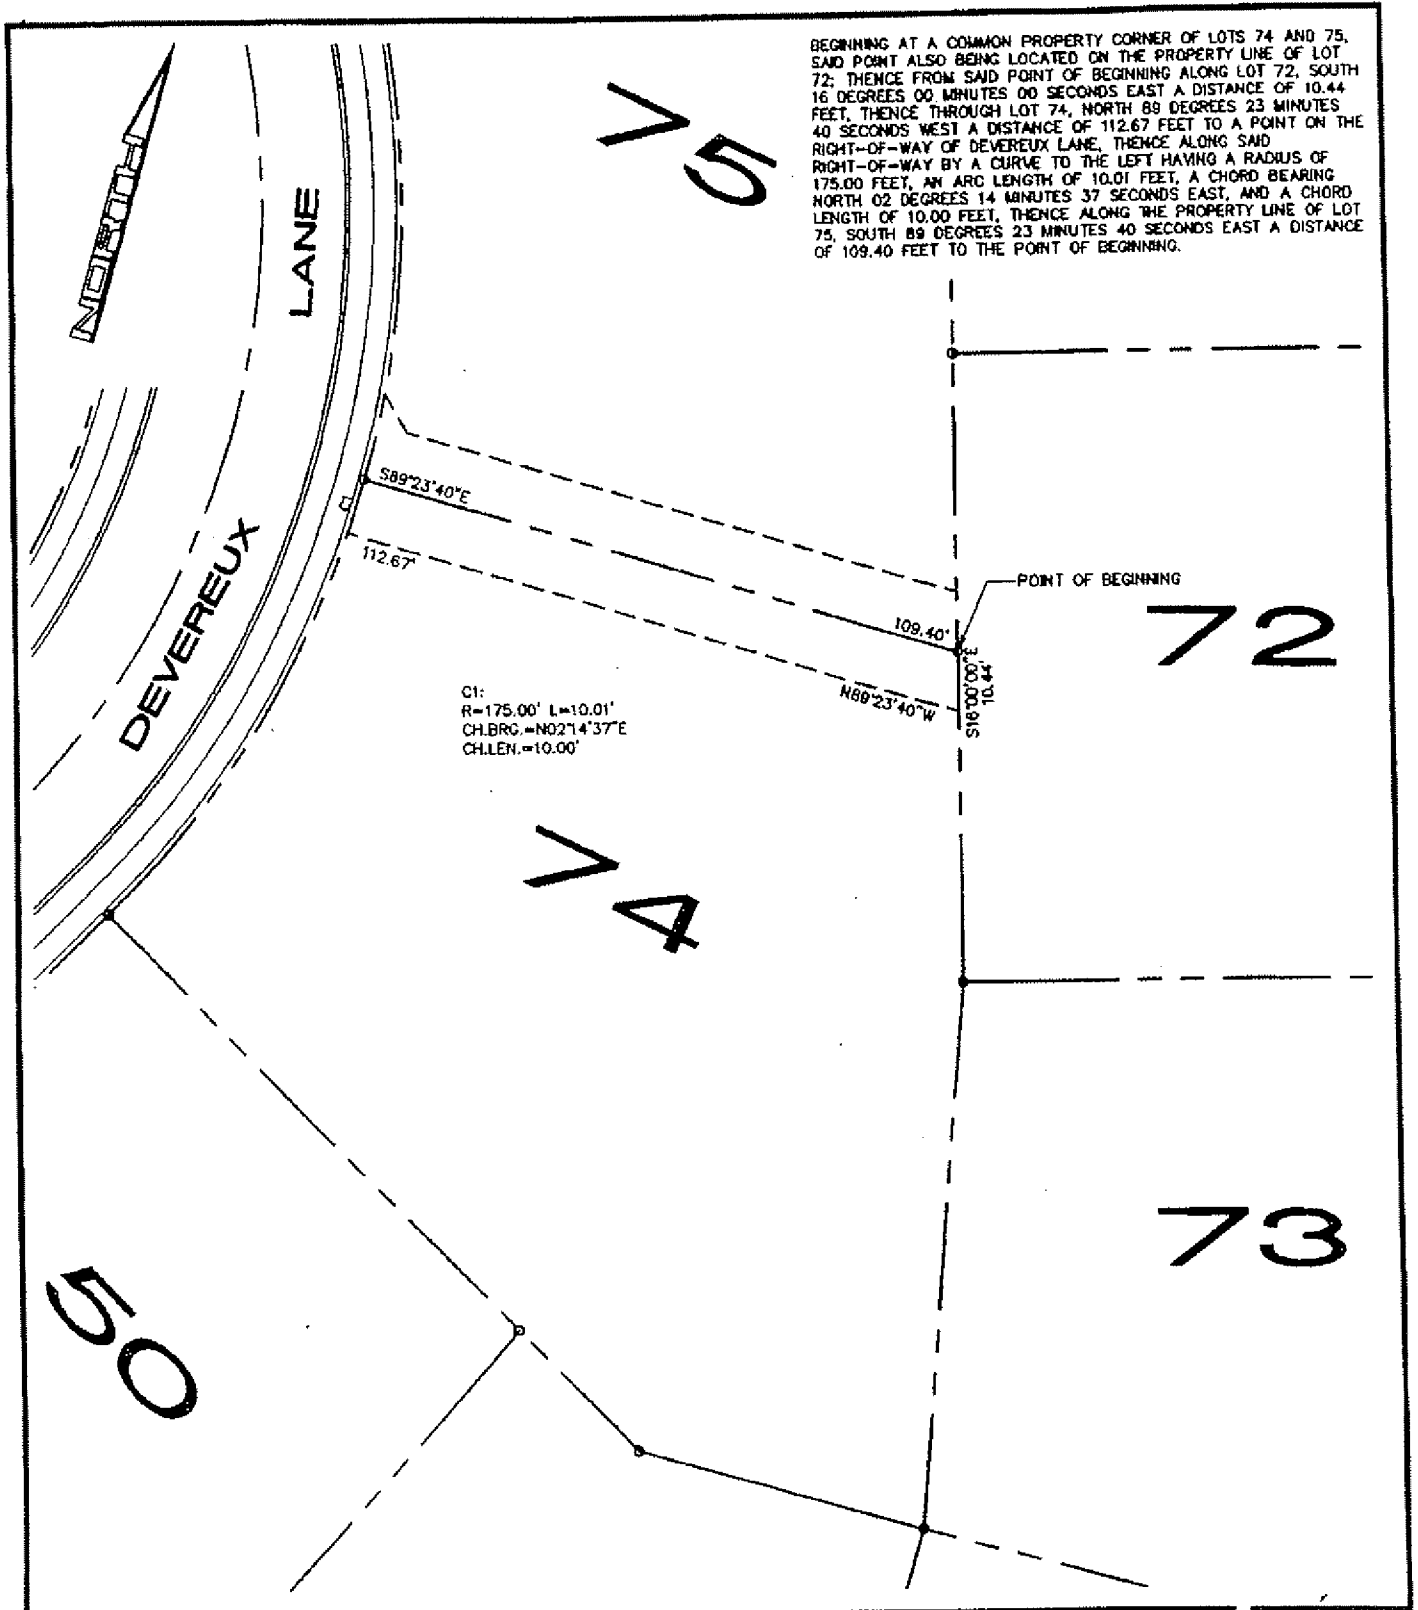 BEGINNING AT A COMMON PROPERTY CORNER OF LOTS 74 AND 75,
SAID POINT ALSO BEING LOCATED ON THE PROPERTY LINE OF LOT
72; THENCE FROM SAID POINT OF BEGINNING ALONG LOT 72, SOUTH
16 DEGREES 00 MINUTES 00 SECONDS EAST A DISTANCE OF 10.44
FEET, THENCE THROUGH LOT 74, NORTH 89 DEGREES 23 MINUTES
40 SECONDS WEST A DISTANCE OF 112.67 FEET TO A POINT ON THE
RIGHT-OF-WAY OF DEVEREUX LANE, THENCE ALONG SAID
RIGHT-OF-WAY BY A CURVE TO THE LEFT HAVING A RADIUS OF
175.00 FEET, AN ARC LENGTH OF 10.01 FEET, A CHORD BEARING
NORTH 02 DEGREES 14 MINUTES 37 SECONDS EAST, AND A CHORD
LENGTH OF 10.00 FEET, THENCE ALONG THE PROPERTY LINE OF LOT
75, SOUTH 89 DEGREES 23 MINUTES 40 SECONDS EAST A DISTANCE
OF 109.40 FEET TO THE POINT OF BEGINNING.
NORTH
75
LANE
S89°23'40"E
C1
112.67'
POINT OF BEGINNING
109.40'
72
S16°00'00"E
10.44'
N89°23'40"W
DEVEREUX
C1:
R=175.00' L=10.01'
CH.BRG.=N02°14'37"E
CH.LEN.=10.00'
74
73
50